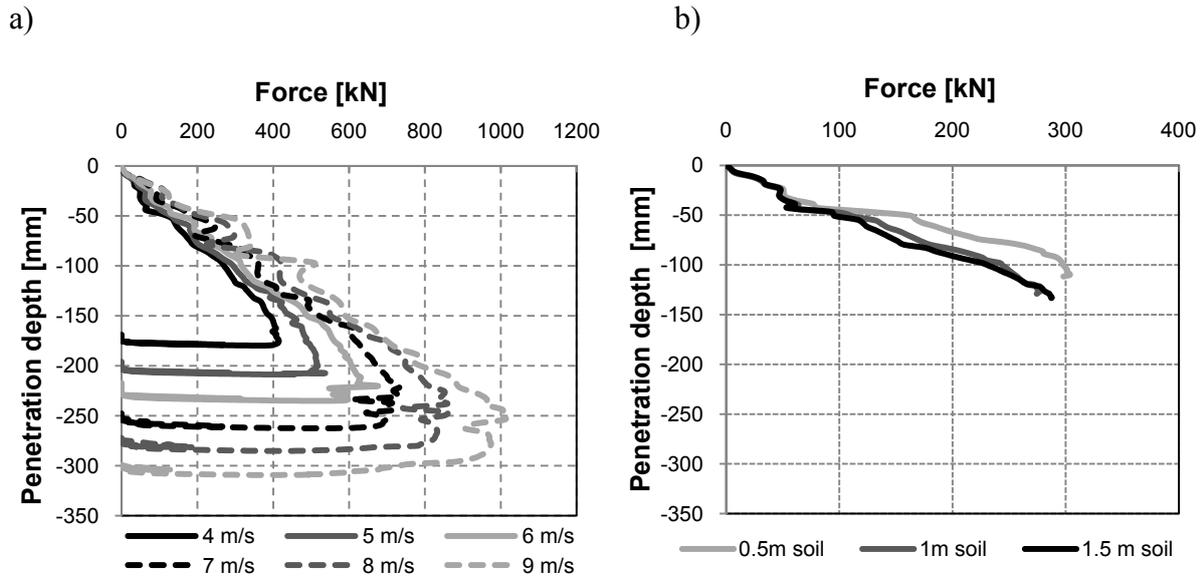 a)
b)
Force [kN]
0 200 400 600 800 1000 1200
Penetration depth [mm]
0
-50
-100
-150
-200
-250
-300
-350
4 m/s 5 m/s 6 m/s
7 m/s 8 m/s 9 m/s
Force [kN]
0 100 200 300 400
Penetration depth [mm]
0
-50
-100
-150
-200
-250
-300
-350
0.5m soil 1m soil 1.5 m soil